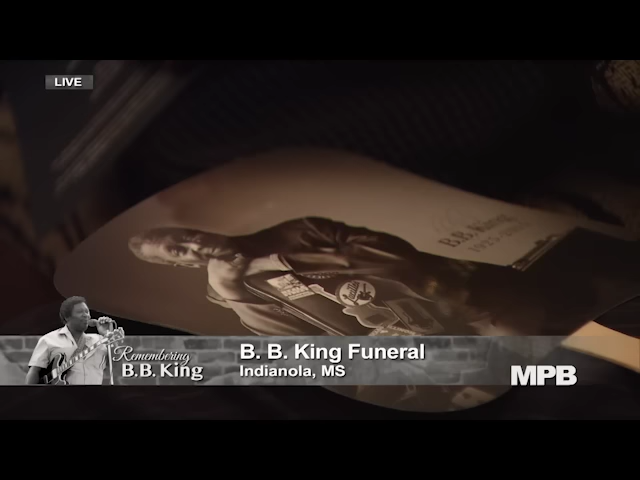 LIVE
B.B. King
Remembering
B.B. King
B. B. King Funeral
Indianola, MS
MPB